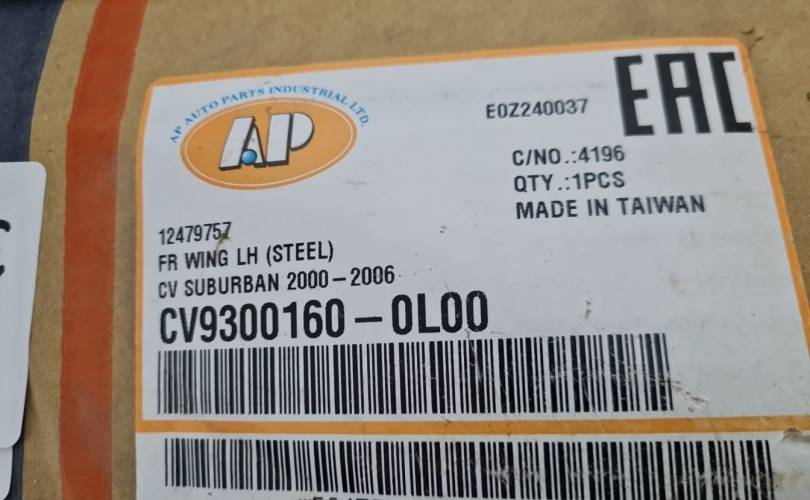 AP AUTO PARTS INDUSTRIAL LTD.
AP
E0Z240037
EAC
C/NO.:4196
QTY.:1PCS
MADE IN TAIWAN
12479757
FR WING LH (STEEL)
CV SUBURBAN 2000-2006
CV9300160-0L00